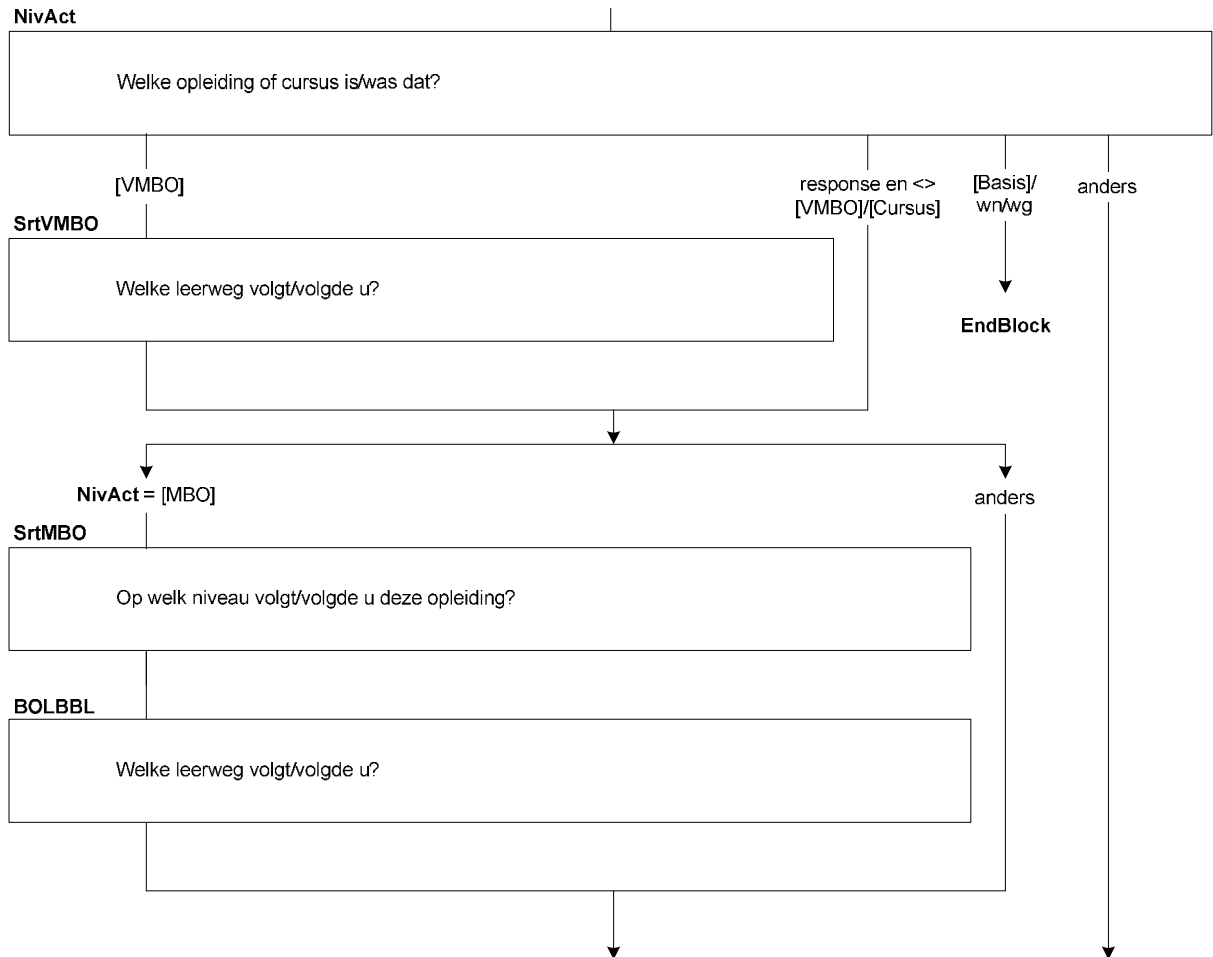 NivAct
Welke opleiding of cursus is/was dat?
[VMBO]
response en <>
[VMBO]/[Cursus]
[Basis]/
wn/wg
anders
SrtVMBO
Welke leerweg volgt/volgde u?
EndBlock
NivAct = [MBO]
anders
SrtMBO
Op welk niveau volgt/volgde u deze opleiding?
BOLBBL
Welke leerweg volgt/volgde u?